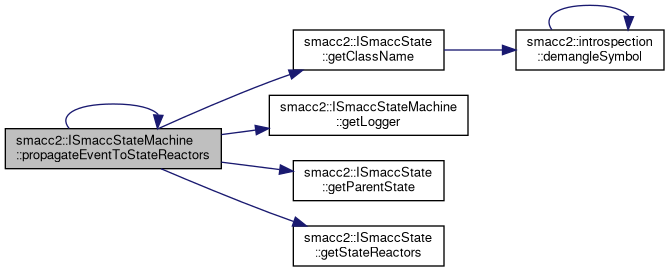 smacc2::ISmaccState
::getClassName
smacc2::introspection
::demangleSymbol
smacc2::ISmaccStateMachine
::getLogger
smacc2::ISmaccStateMachine
::propagateEventToStateReactors
smacc2::ISmaccState
::getParentState
smacc2::ISmaccState
::getStateReactors